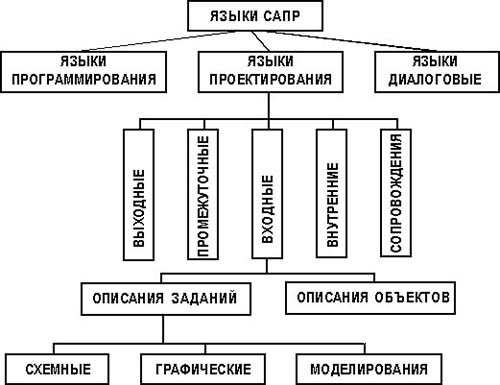 ЯЗЫКИ САПР
ЯЗЫКИ
ПРОГРАММИРОВАНИЯ
ЯЗЫКИ
ПРОЕКТИРОВАНИЯ
ЯЗЫКИ
ДИАЛОГОВЫЕ
ВЫХОДНЫЕ
ПРОМЕЖУТОЧНЫЕ
ВХОДНЫЕ
ВНУТРЕННИЕ
СОПРОВОЖДЕНИЯ
ОПИСАНИЯ ЗАДАНИЙ
ОПИСАНИЯ ОБЪЕКТОВ
СХЕМНЫЕ
ГРАФИЧЕСКИЕ
МОДЕЛИРОВАНИЯ